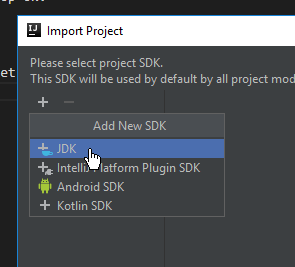 Import Project
Please select project SDK.
This SDK will be used by default by all project mod
et
Add New SDK
JDK
Platform Plugin SDK
Android SDK
Kotlin SDK